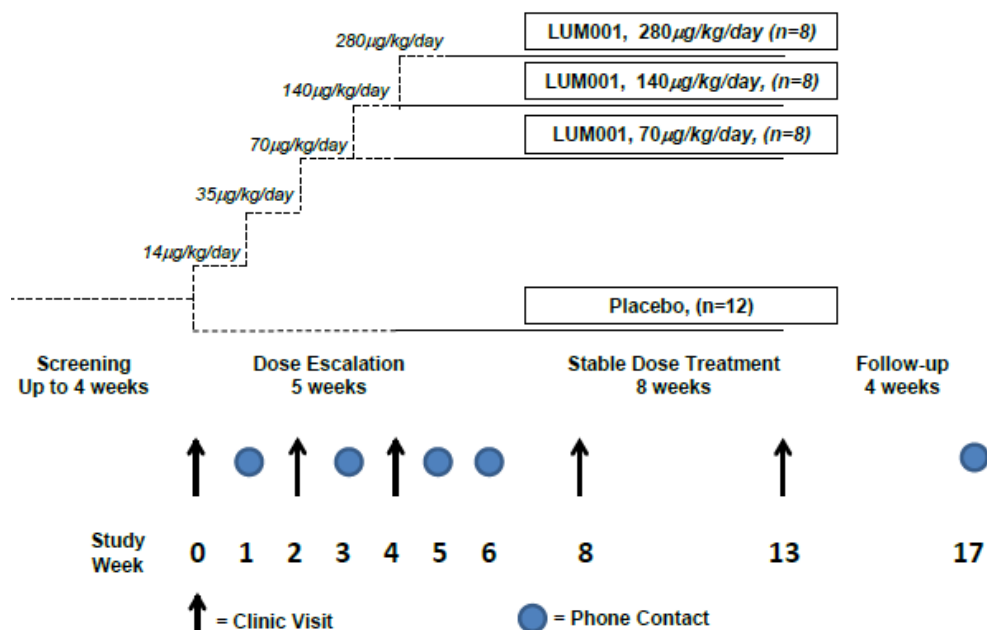 280µg/kg/day
LUM001, 280µg/kg/day (n=8)
140µg/kg/day
LUM001, 140µg/kg/day, (n=8)
70µg/kg/day
LUM001, 70µg/kg/day, (n=8)
35µg/kg/day
14µg/kg/day
Placebo, (n=12)
Screening
Up to 4 weeks
Dose Escalation
5 weeks
Stable Dose Treatment
8 weeks
Follow-up
4 weeks
Study
Week
0 1 2 3 4 5 6 8 13 17
= Clinic Visit
= Phone Contact